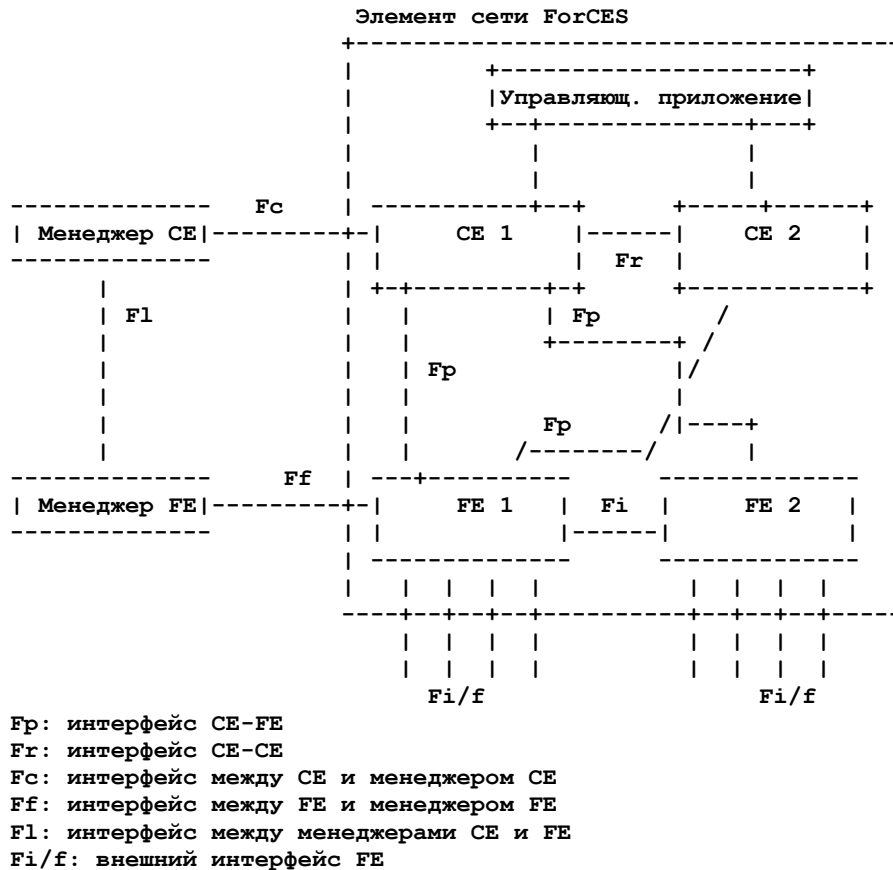 Элемент сети ForCES
Управляющ. приложение
Fc
Менеджер CE
CE 1
CE 2
Fr
Fl
Fp
Fp
Fp
Ff
Менеджер FE
FE 1
Fi
FE 2
Fi/f
Fi/f
Fp: интерфейс CE-FE
Fr: интерфейс CE-CE
Fc: интерфейс между CE и менеджером CE
Ff: интерфейс между FE и менеджером FE
Fl: интерфейс между менеджерами CE и FE
Fi/f: внешний интерфейс FE